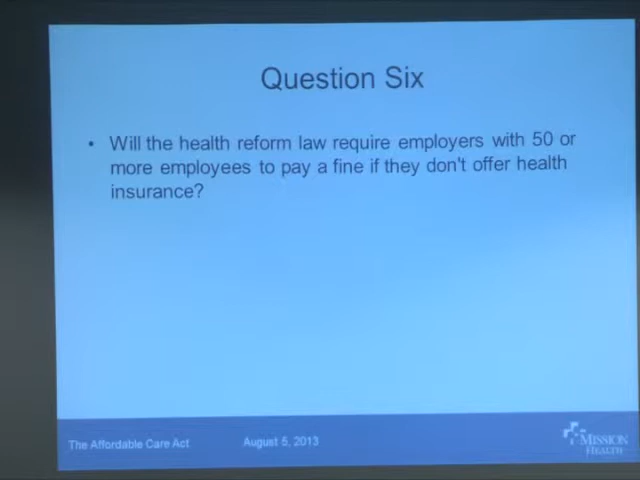 Question Six
• Will the health reform law require employers with 50 or
more employees to pay a fine if they don't offer health
insurance?
The Affordable Care Act August 5, 2013
MISSION
HEALTH